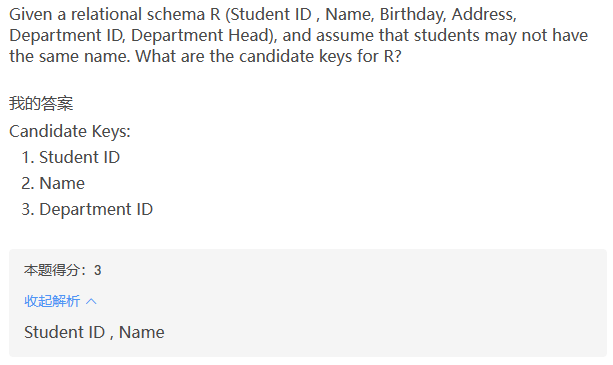 Given a relational schema R (Student ID , Name, Birthday, Address,
Department ID, Department Head), and assume that students may not have
the same name. What are the candidate keys for R?
我的答案
Candidate Keys:
1. Student ID
2. Name
3. Department ID
本题得分：3
收起解析 ︿
Student ID , Name